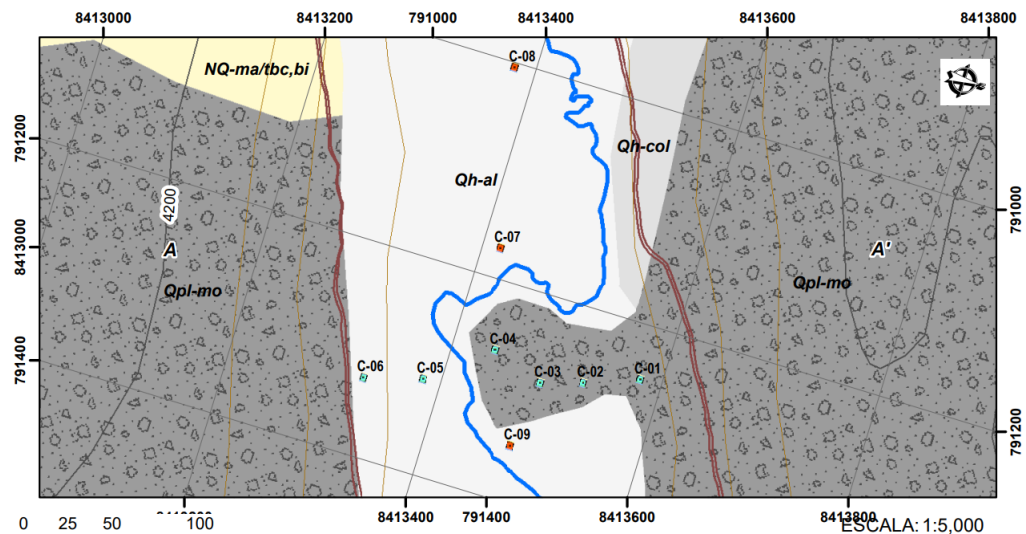 8413000 8413200 791000 8413400 8413600 8413800
C-08
NQ-ma/tbc,bi
791200
Qh-col
Qh-al
4200
791000
C-07
8413000
A
A'
Qpl-mo
Qpl-mo
C-04
791400
C-06
C-05
C-03
C-02
C-01
C-09
791200
8413400 791400 8413600 8413800
0 25 50 100
ESCALA: 1:5,000